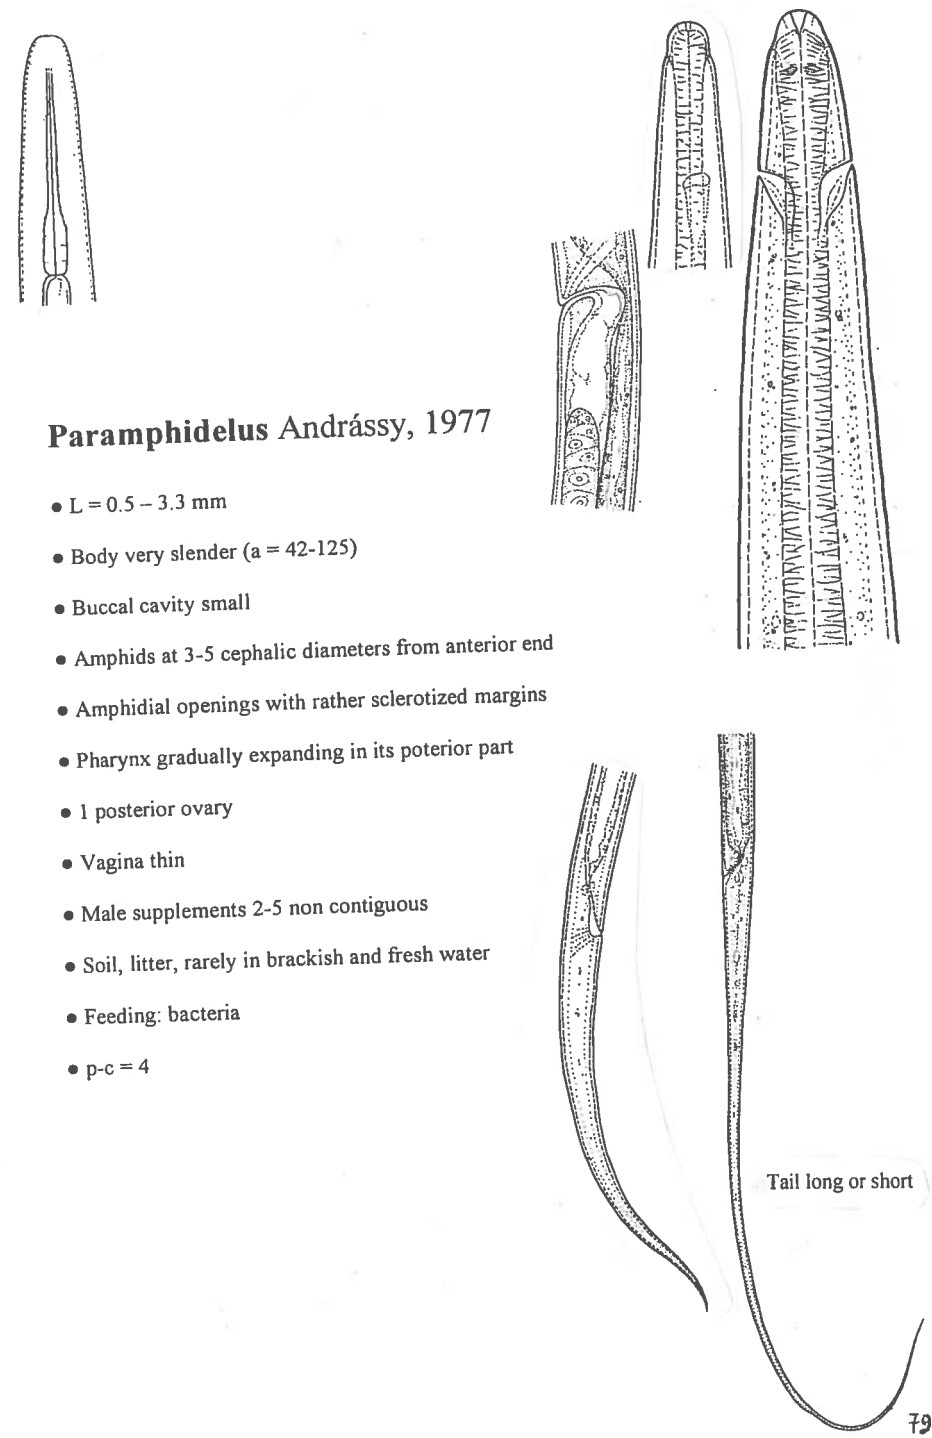 Paramphidelus Andrássy, 1977
● L = 0.5 – 3.3 mm
● Body very slender (a = 42-125)
● Buccal cavity small
● Amphids at 3-5 cephalic diameters from anterior end
● Amphidial openings with rather sclerotized margins
● Pharynx gradually expanding in its poterior part
● 1 posterior ovary
● Vagina thin
● Male supplements 2-5 non contiguous
● Soil, litter, rarely in brackish and fresh water
● Feeding: bacteria
● p-c = 4
Tail long or short
79